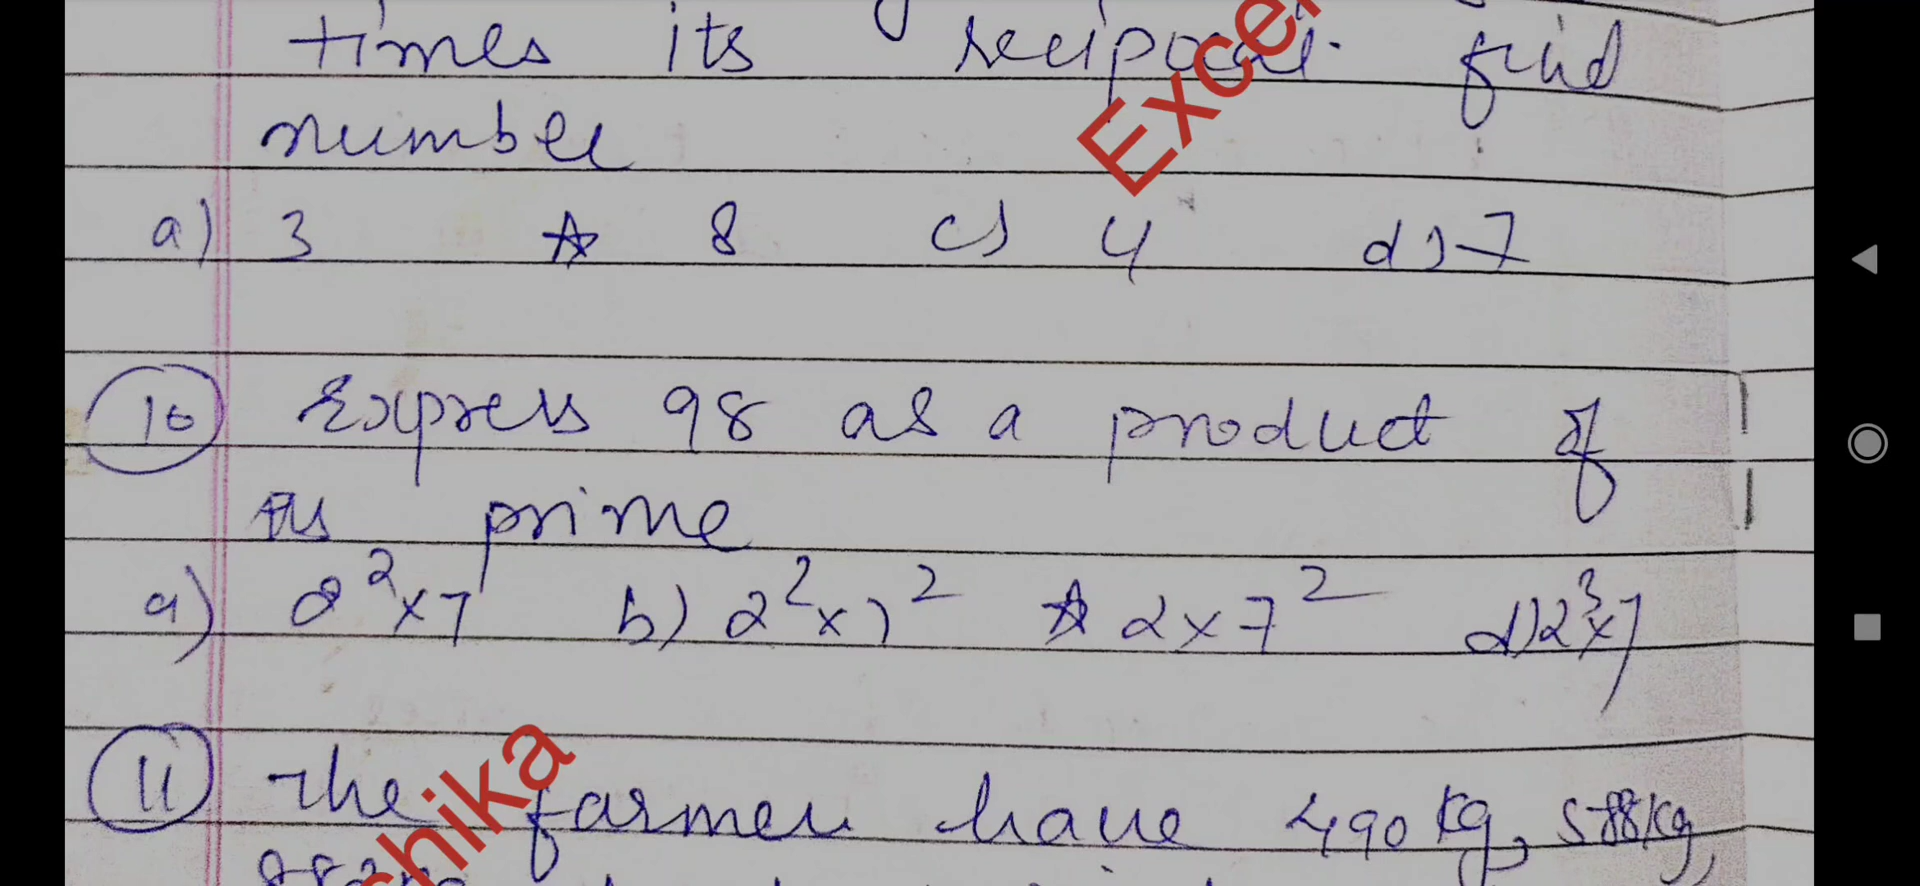 times its reciprocal. find
number
a) 3 ☆ 8 c) 4 d) 7
10 Express 98 as a product of
its prime
a) 2²×7 b) 2²×7² ☆ 2×7² d) 2³×7
11 The farmer have 490 kg, 588 kg,
Excel
shika